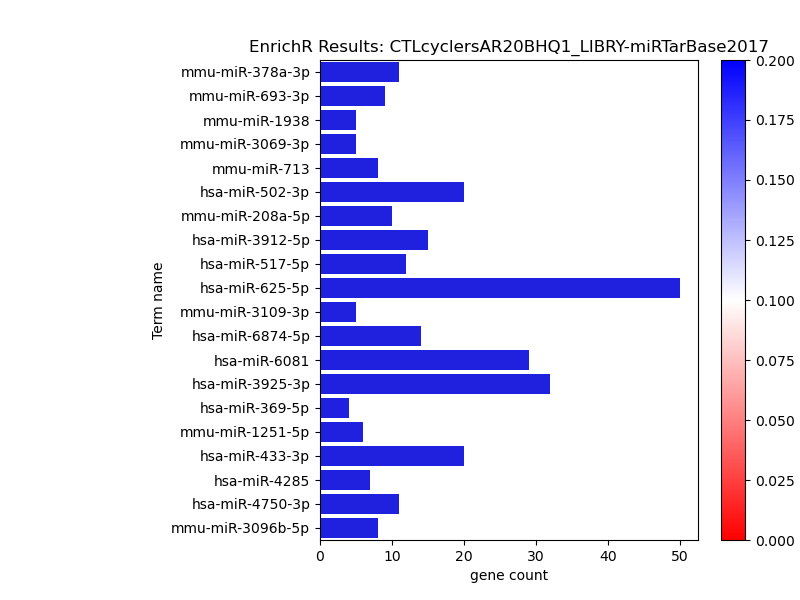 EnrichR Results: CTLcyclersAR20BHQ1_LIBRY-miRTarBase2017
Term name
mmu-miR-378a-3p
mmu-miR-693-3p
mmu-miR-1938
mmu-miR-3069-3p
mmu-miR-713
hsa-miR-502-3p
mmu-miR-208a-5p
hsa-miR-3912-5p
hsa-miR-517-5p
hsa-miR-625-5p
mmu-miR-3109-3p
hsa-miR-6874-5p
hsa-miR-6081
hsa-miR-3925-3p
hsa-miR-369-5p
mmu-miR-1251-5p
hsa-miR-433-3p
hsa-miR-4285
hsa-miR-4750-3p
mmu-miR-3096b-5p
0 10 20 30 40 50
gene count
0.200
0.175
0.150
0.125
0.100
0.075
0.050
0.025
0.000